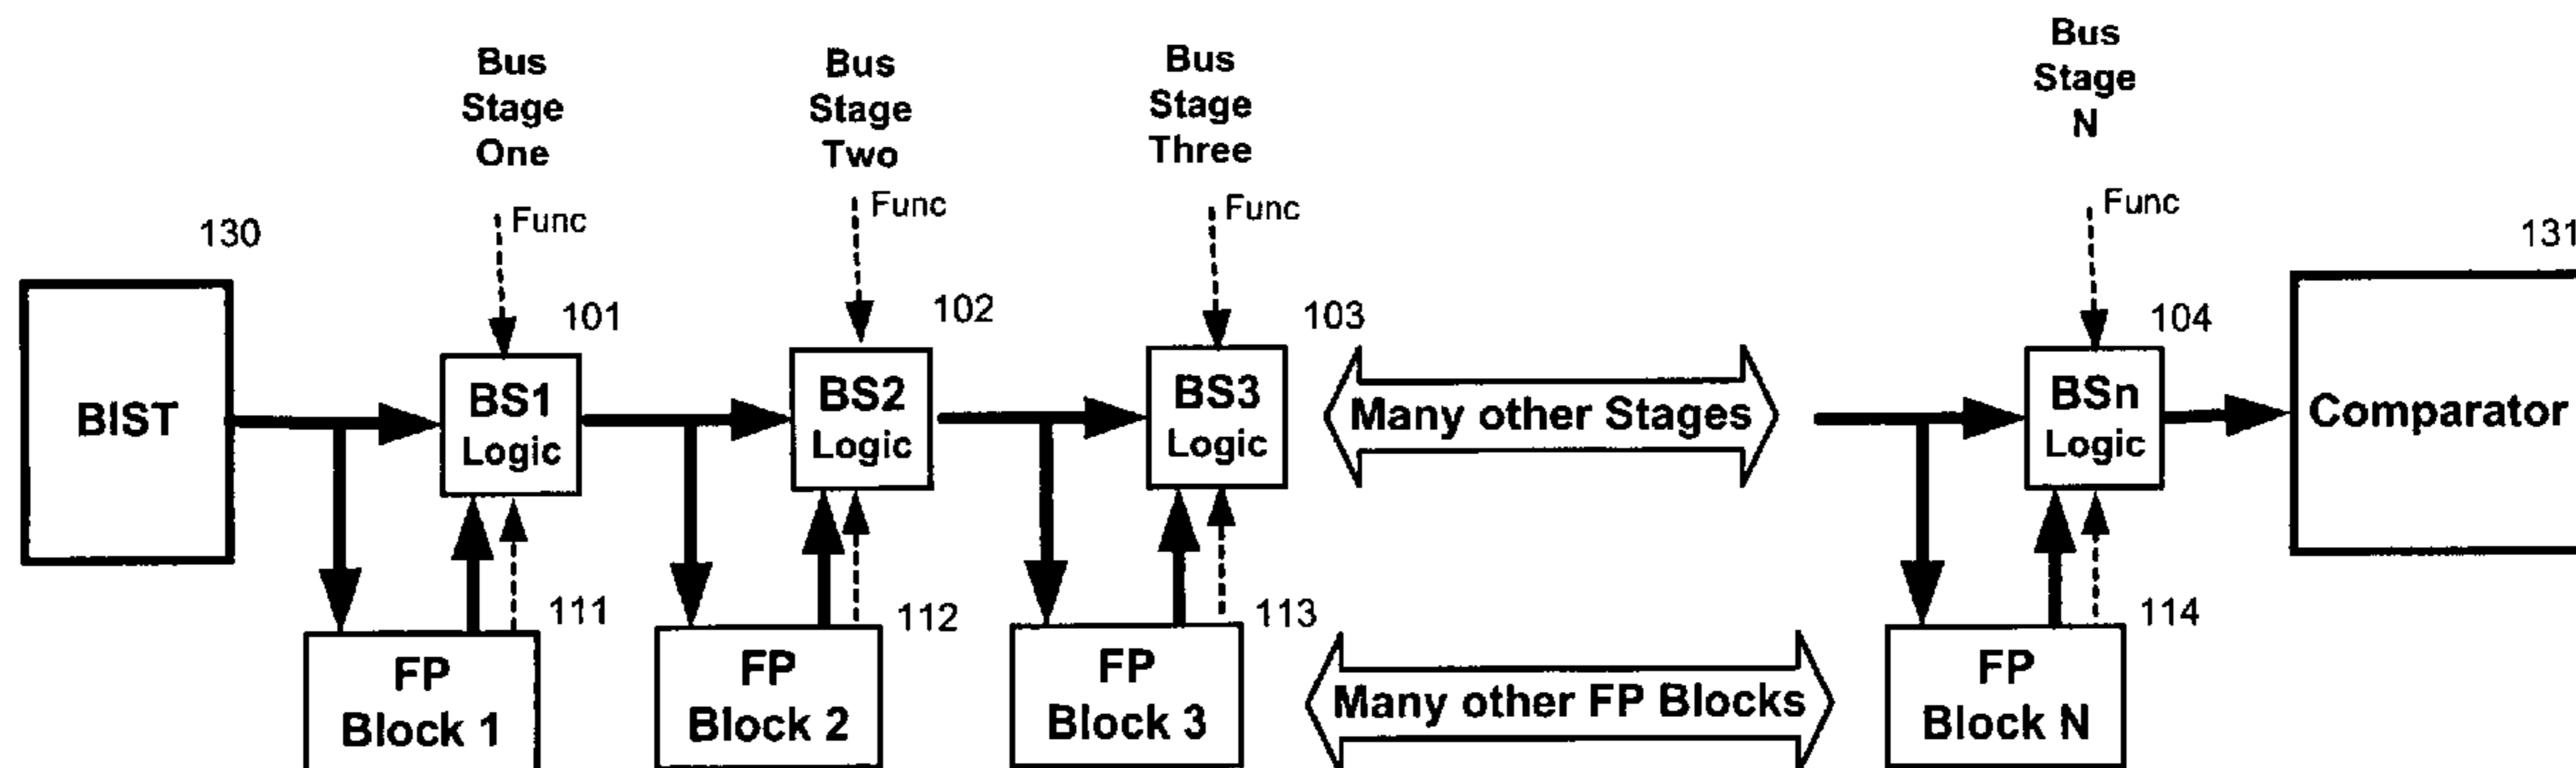 Bus
Stage
One
Bus
Stage
Two
Bus
Stage
Three
Bus
Stage
N
Func
Func
Func
Func
130
101
102
103
104
131
BIST
BS1
Logic
BS2
Logic
BS3
Logic
Many other Stages
BSn
Logic
Comparator
111
112
113
114
FP
Block 1
FP
Block 2
FP
Block 3
Many other FP Blocks
FP
Block N